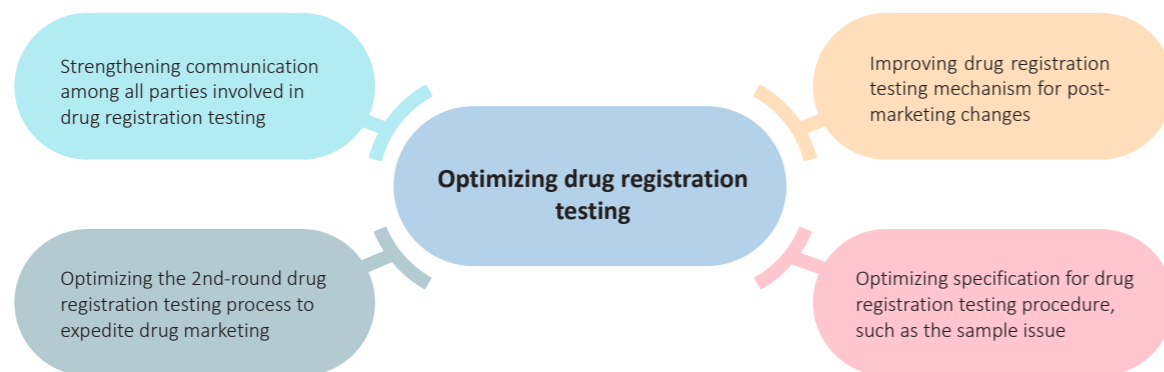 Strengthening communication
among all parties involved in
drug registration testing
Improving drug registration
testing mechanism for post-
marketing changes
Optimizing drug registration
testing
Optimizing the 2nd-round drug
registration testing process to
expedite drug marketing
Optimizing specification for drug
registration testing procedure,
such as the sample issue